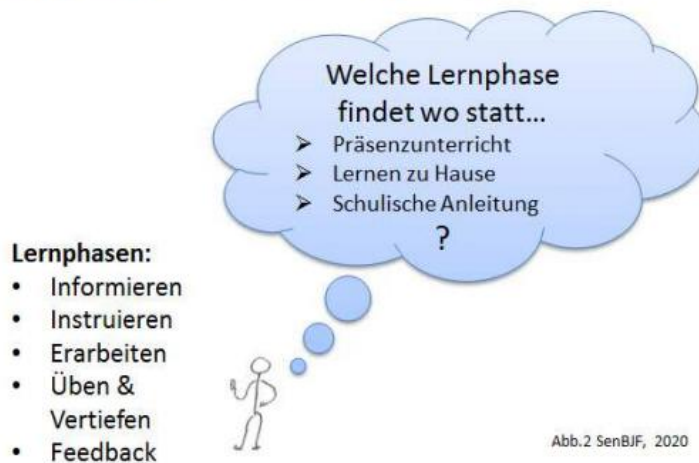 Welche Lernphase
findet wo statt...
➢ Präsenzunterricht
➢ Lernen zu Hause
➢ Schulische Anleitung
?
Lernphasen:
• Informieren
• Instruieren
• Erarbeiten
• Üben &
Vertiefen
• Feedback
Abb.2 SenBJF, 2020